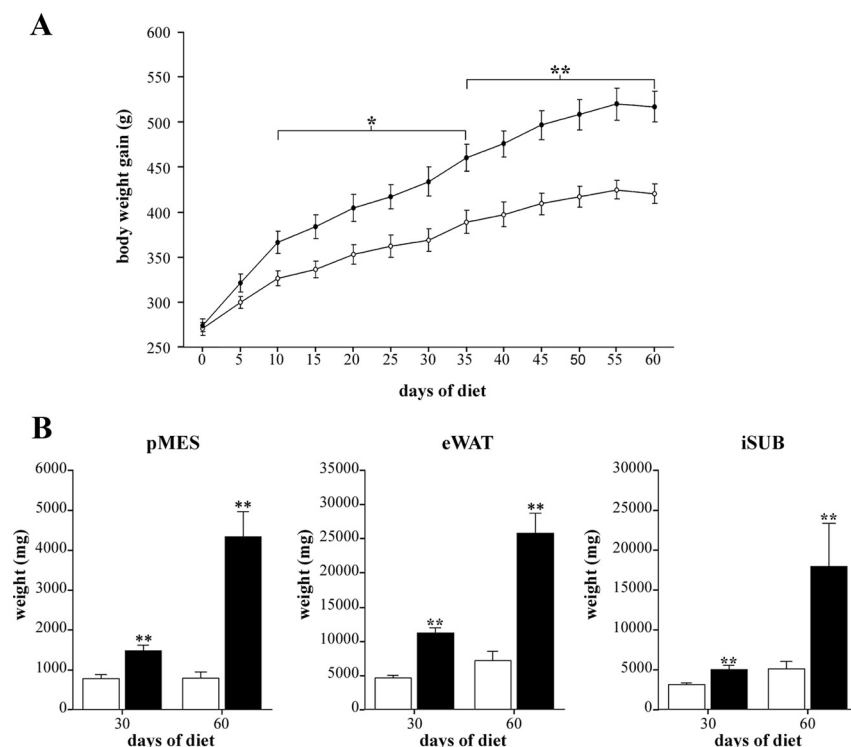 A
600
550
500
450
400
350
300
250
body weight gain (g)
*
**
0 5 10 15 20 25 30 35 40 45 50 55 60
days of diet
B
pMES
6000
5000
4000
3000
2000
1000
0
weight (mg)
**
**
30 60
days of diet
eWAT
35000
30000
25000
20000
15000
10000
5000
0
weight (mg)
**
**
30 60
days of diet
iSUB
30000
25000
20000
15000
10000
5000
0
weight (mg)
**
**
30 60
days of diet